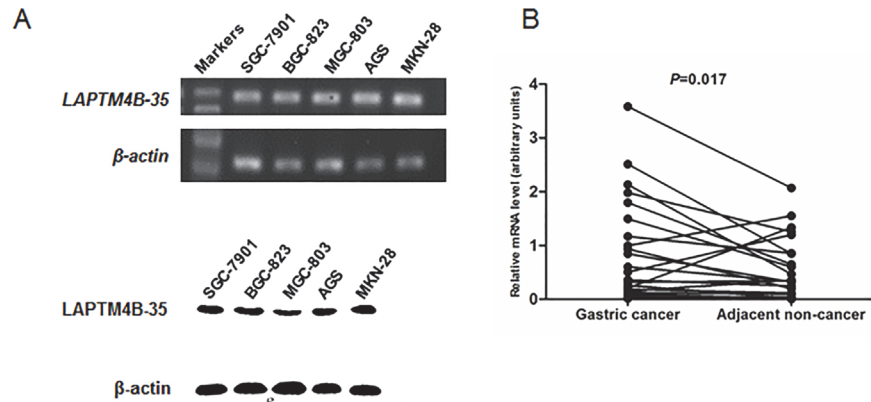 A
Markers SGC-7901 BGC-823 MGC-803 AGS MKN-28
LAPTM4B-35
β-actin
SGC-7901 BGC-823 MGC-803 AGS MKN-28
LAPTM4B-35
β-actin
B
P=0.017
Relative mRNA level (arbitrary units)
4
3
2
1
0
Gastric cancer Adjacent non-cancer